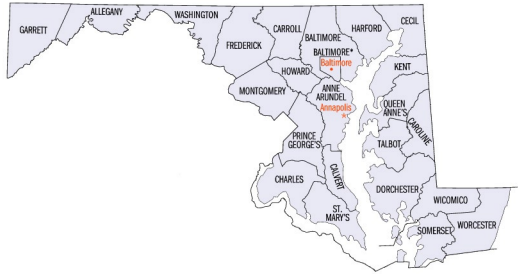 GARRETT
ALLEGANY
WASHINGTON
FREDERICK
CARROLL
BALTIMORE
HARFORD
CECIL
BALTIMORE*
Baltimore
*
HOWARD
KENT
MONTGOMERY
ANNE
ARUNDEL
Annapolis
*
QUEEN
ANNE'S
CAROLINE
PRINCE
GEORGE'S
TALBOT
CALVERT
CHARLES
DORCHESTER
ST.
MARY'S
WICOMICO
SOMERSET
WORCESTER